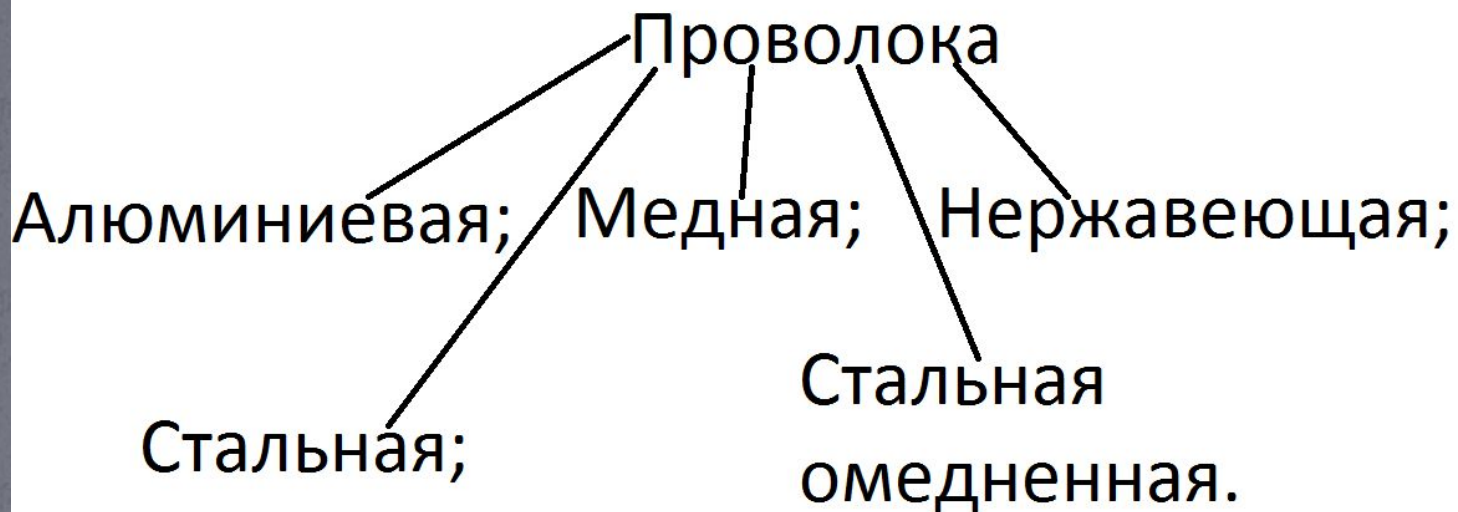 Проволока
Алюминиевая; Медная; Нержавеющая;
Стальная;
Стальная
омедненная.